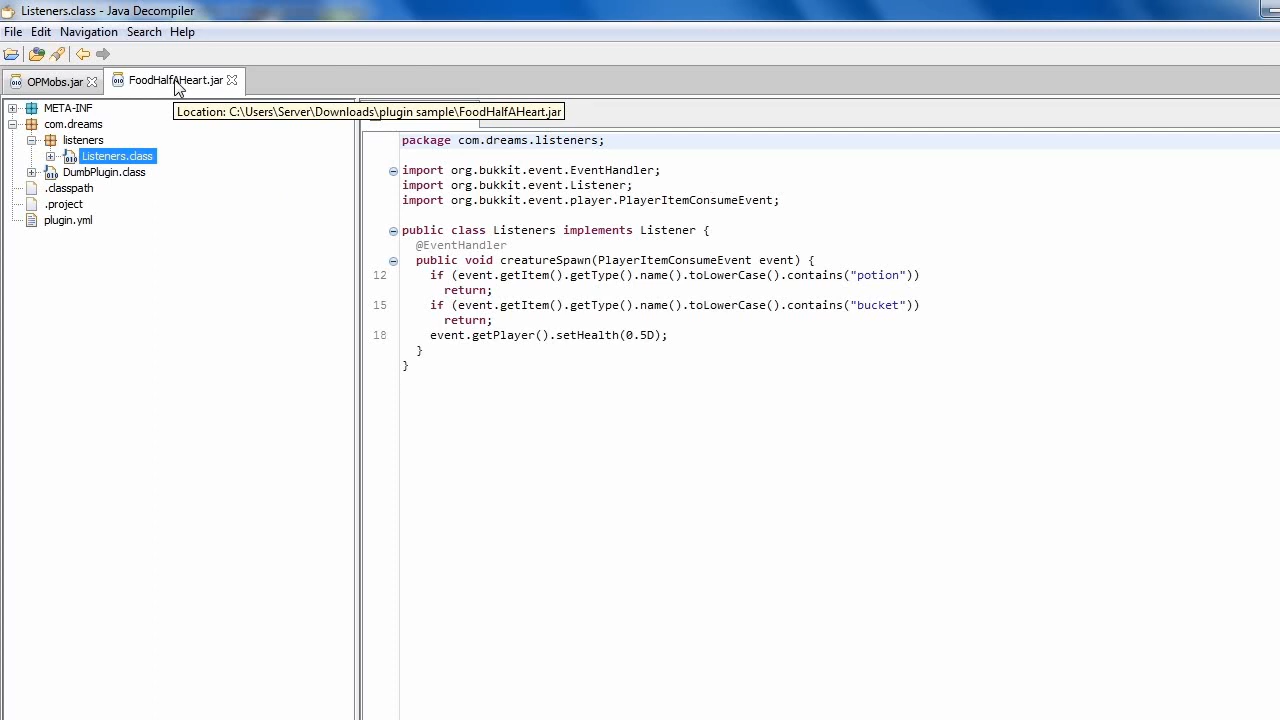 Listeners.class - Java Decompiler
File Edit Navigation Search Help
OPMobs.jar FoodHalfAHeart.jar
META-INF
Location: C:\Users\Server\Downloads\plugin sample\FoodHalfAHeart.jar
com.dreams
listeners
Listeners.class
DumbPlugin.class
.classpath
.project
plugin.yml
package com.dreams.listeners;
import org.bukkit.event.EventHandler;
import org.bukkit.event.Listener;
import org.bukkit.event.player.PlayerItemConsumeEvent;
public class Listeners implements Listener {
@EventHandler
public void creatureSpawn(PlayerItemConsumeEvent event) {
12 if (event.getItem().getType().name().toLowerCase().contains("potion"))
return;
15 if (event.getItem().getType().name().toLowerCase().contains("bucket"))
return;
18 event.getPlayer().setHealth(0.5D);
}
}